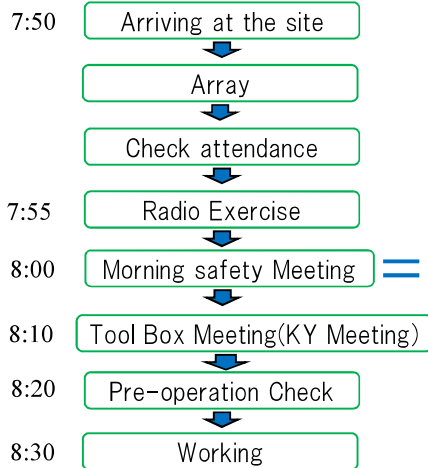 7:50 Arriving at the site
Array
Check attendance
7:55 Radio Exercise
8:00 Morning safety Meeting
8:10 Tool Box Meeting(KY Meeting)
8:20 Pre-operation Check
8:30 Working